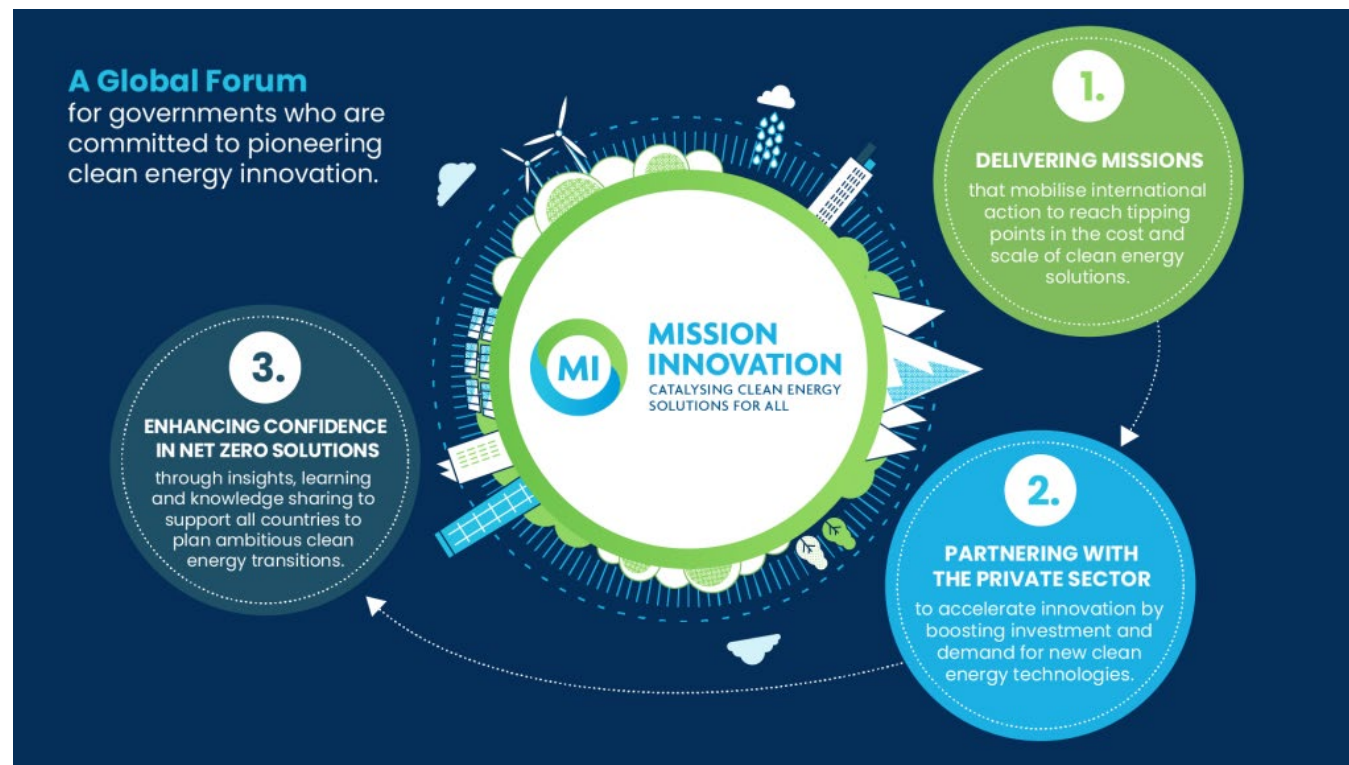 A Global Forum
for governments who are
committed to pioneering
clean energy innovation.
1.
DELIVERING MISSIONS
that mobilise international
action to reach tipping
points in the cost and
scale of clean energy
solutions.
MI
MISSION
INNOVATION
CATALYSING CLEAN ENERGY
SOLUTIONS FOR ALL
2.
PARTNERING WITH
THE PRIVATE SECTOR
to accelerate innovation by
boosting investment and
demand for new clean
energy technologies.
3.
ENHANCING CONFIDENCE
IN NET ZERO SOLUTIONS
through insights, learning
and knowledge sharing to
support all countries to
plan ambitious clean
energy transitions.